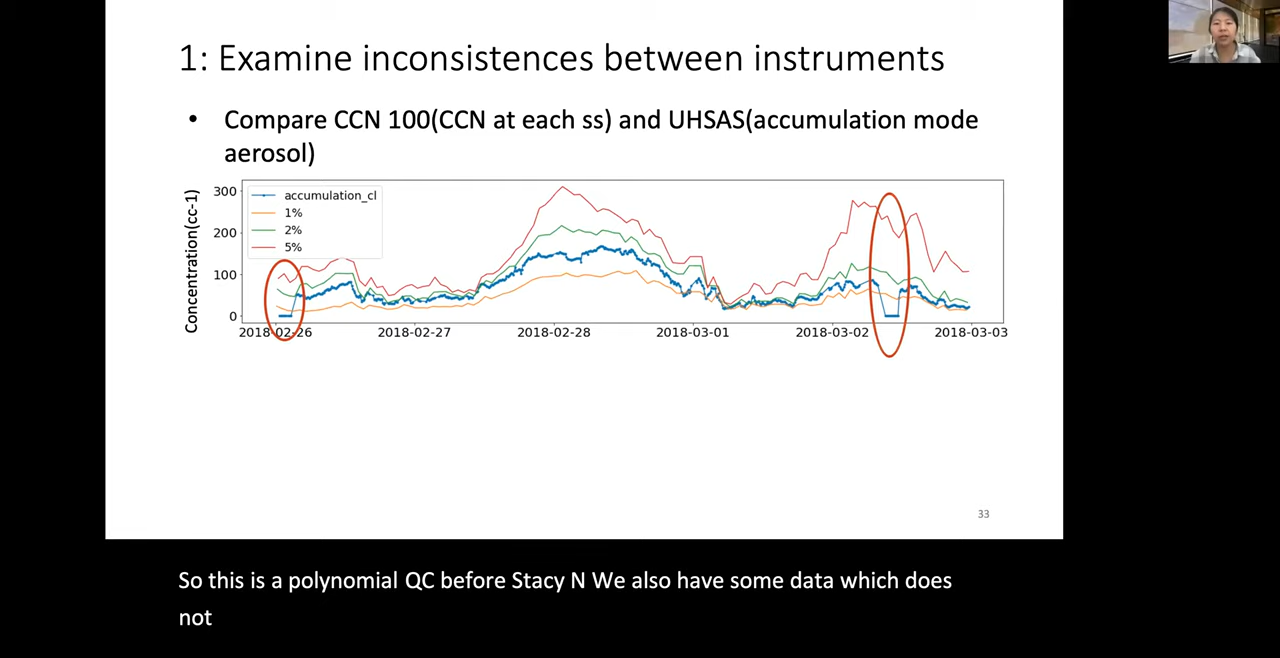 1: Examine inconsistences between instruments
• Compare CCN 100(CCN at each ss) and UHSAS(accumulation mode
aerosol)
Concentration(cc-1)
300
200
100
0
accumulation_cl
1%
2%
5%
2018-02-26 2018-02-27 2018-02-28 2018-03-01 2018-03-02 2018-03-03
33
So this is a polynomial QC before Stacy N We also have some data which does
not